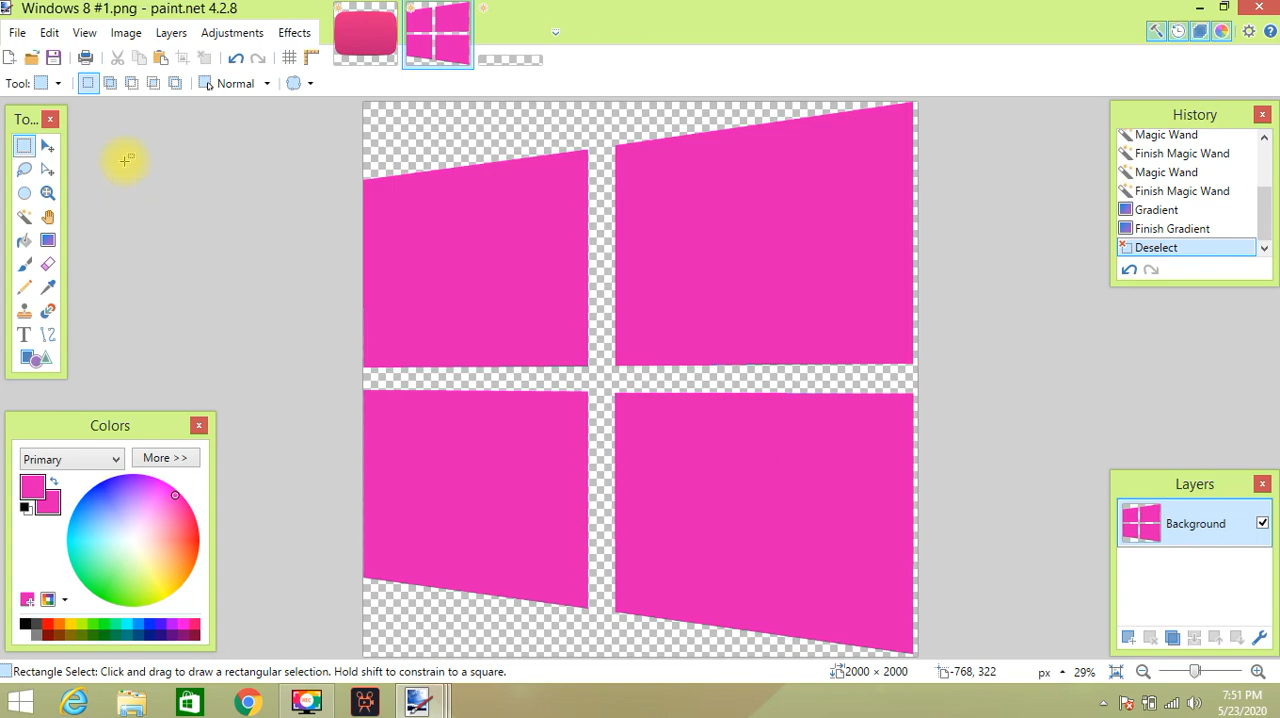 Windows 8 #1.png - paint.net 4.2.8
File Edit View Image Layers Adjustments Effects
Tool: Normal
To...
History
Magic Wand
Finish Magic Wand
Magic Wand
Finish Magic Wand
Gradient
Finish Gradient
Deselect
Colors
Primary
More >>
Layers
Background
Rectangle Select: Click and drag to draw a rectangular selection. Hold shift to constrain to a square.
2000 × 2000
-768, 322
px
29%
REC
7:51 PM
5/23/2020